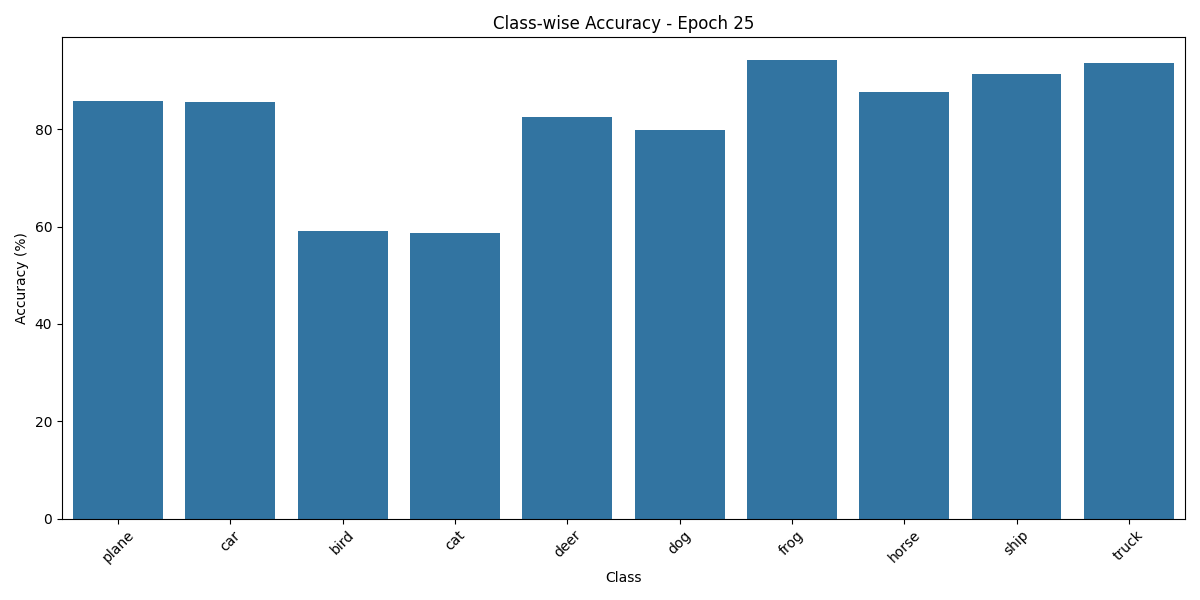 Class-wise Accuracy - Epoch 25
Accuracy (%)
80
60
40
20
0
plane
car
bird
cat
deer
dog
frog
horse
ship
truck
Class